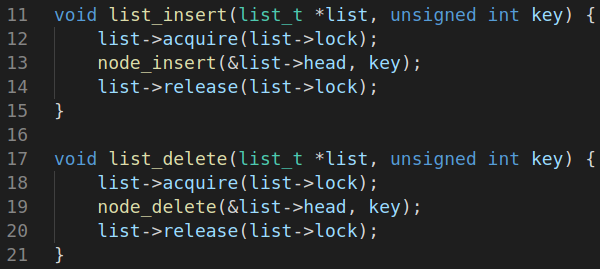 11 void list_insert(list_t *list, unsigned int key) {
12     list->acquire(list->lock);
13     node_insert(&list->head, key);
14     list->release(list->lock);
15 }
16
17 void list_delete(list_t *list, unsigned int key) {
18     list->acquire(list->lock);
19     node_delete(&list->head, key);
20     list->release(list->lock);
21 }